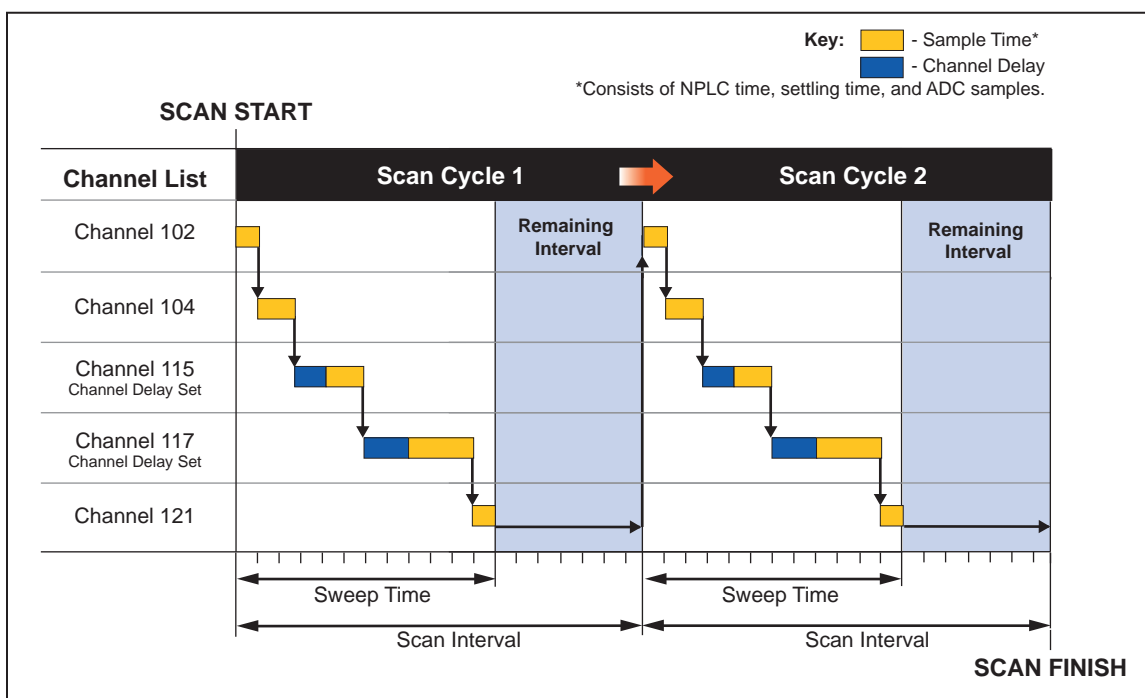 Key: - Sample Time*
- Channel Delay
*Consists of NPLC time, settling time, and ADC samples.
SCAN START
Channel List
Scan Cycle 1
Scan Cycle 2
Channel 102
Remaining
Interval
Remaining
Interval
Channel 104
Channel 115
Channel Delay Set
Channel 117
Channel Delay Set
Channel 121
Sweep Time
Sweep Time
Scan Interval
Scan Interval
SCAN FINISH